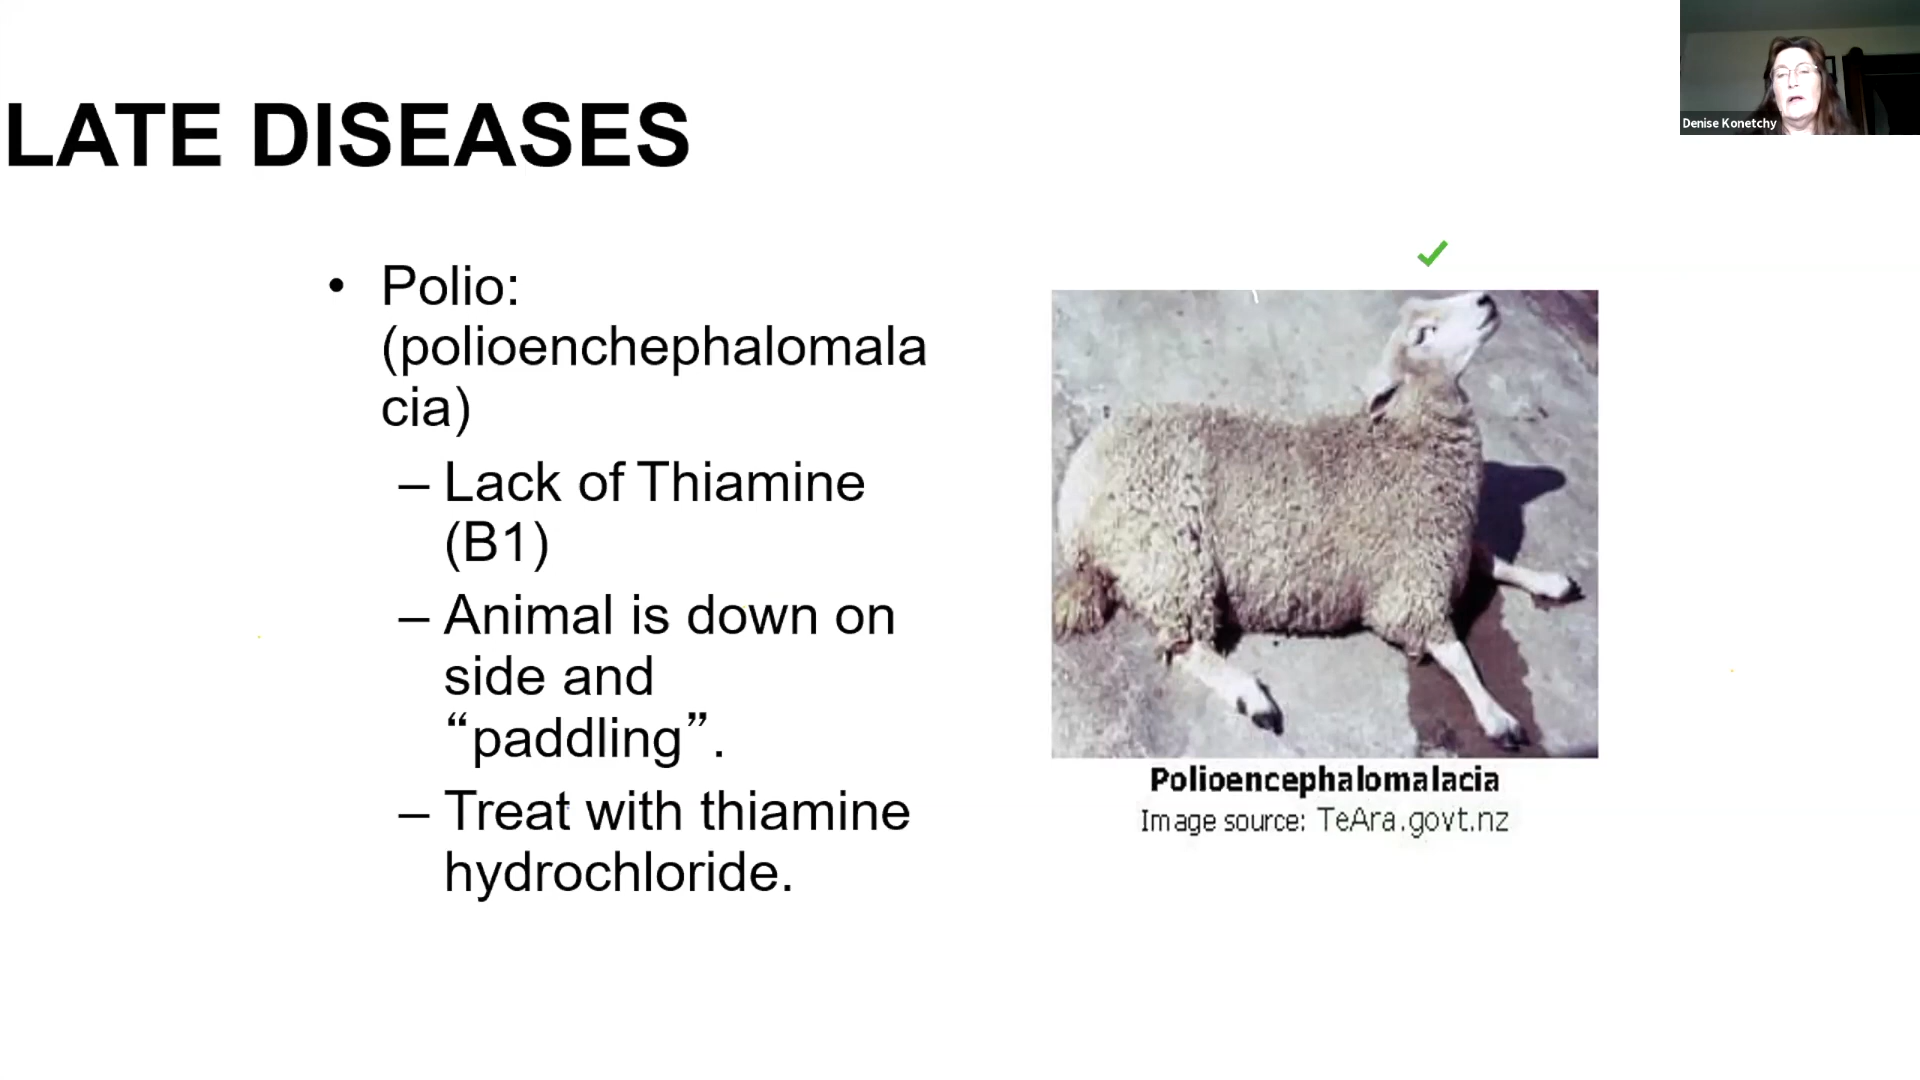 LATE DISEASES
Denise Konetchy
• Polio:
(polioenchephalomala
cia)
– Lack of Thiamine
(B1)
– Animal is down on
side and
“paddling”.
– Treat with thiamine
hydrochloride.
Polioencephalomalacia
Image source: TeAra.govt.nz